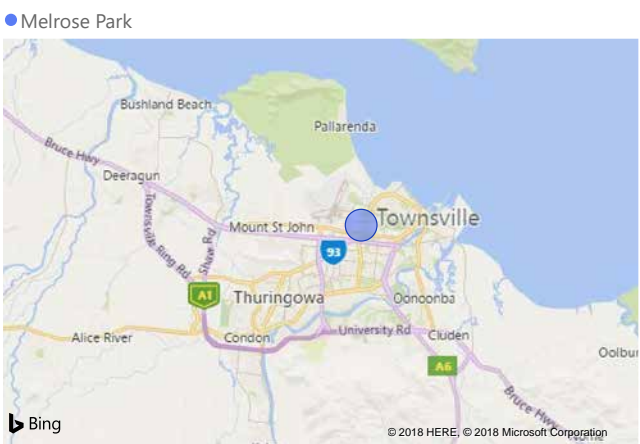 Melrose Park
Bushland Beach
Pallarenda
Bruce Hwy
Deeragun
Townsville Ring Rd
Shaw Rd
Mount St John
Townsville
93
A1
Thuringowa
Oonoonba
Alice River
Condon
University Rd
Cluden
A6
Oolbu
Bruce Hwy
Bing
© 2018 HERE, © 2018 Microsoft Corporation